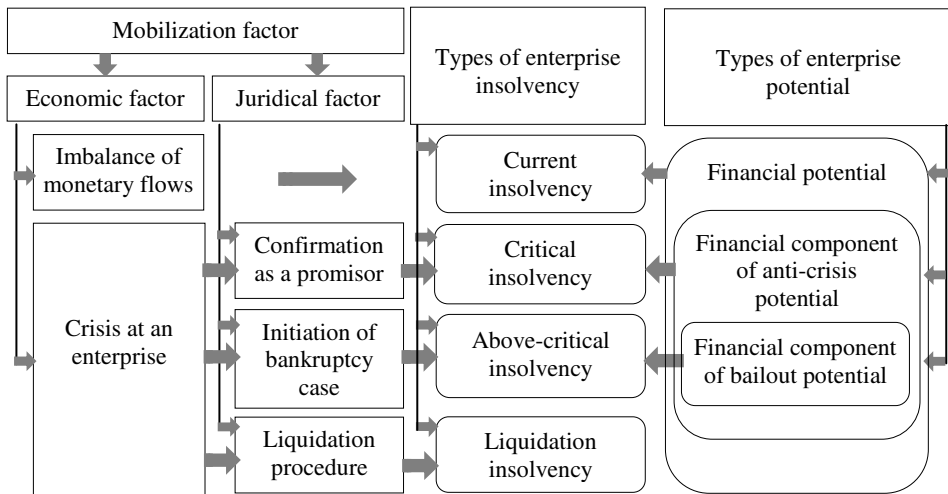 Mobilization factor
Economic factor
Juridical factor
Types of enterprise
insolvency
Types of enterprise
potential
Imbalance of
monetary flows
Current
insolvency
Financial potential
Crisis at an
enterprise
Confirmation
as a promisor
Critical
insolvency
Financial component
of anti-crisis
potential
Initiation of
bankruptcy
case
Above-critical
insolvency
Financial component
of bailout potential
Liquidation
procedure
Liquidation
insolvency